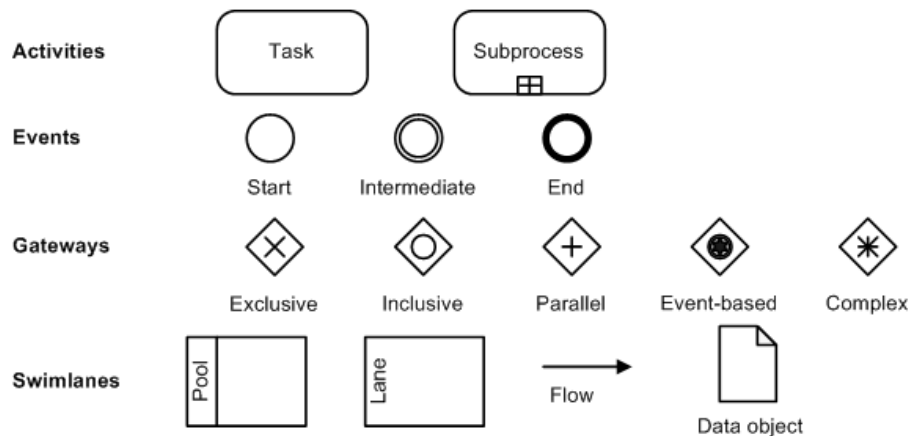 Activities
Task
Subprocess
Events
Start
Intermediate
End
Gateways
Exclusive
Inclusive
Parallel
Event-based
Complex
Swimlanes
Pool
Lane
Flow
Data object